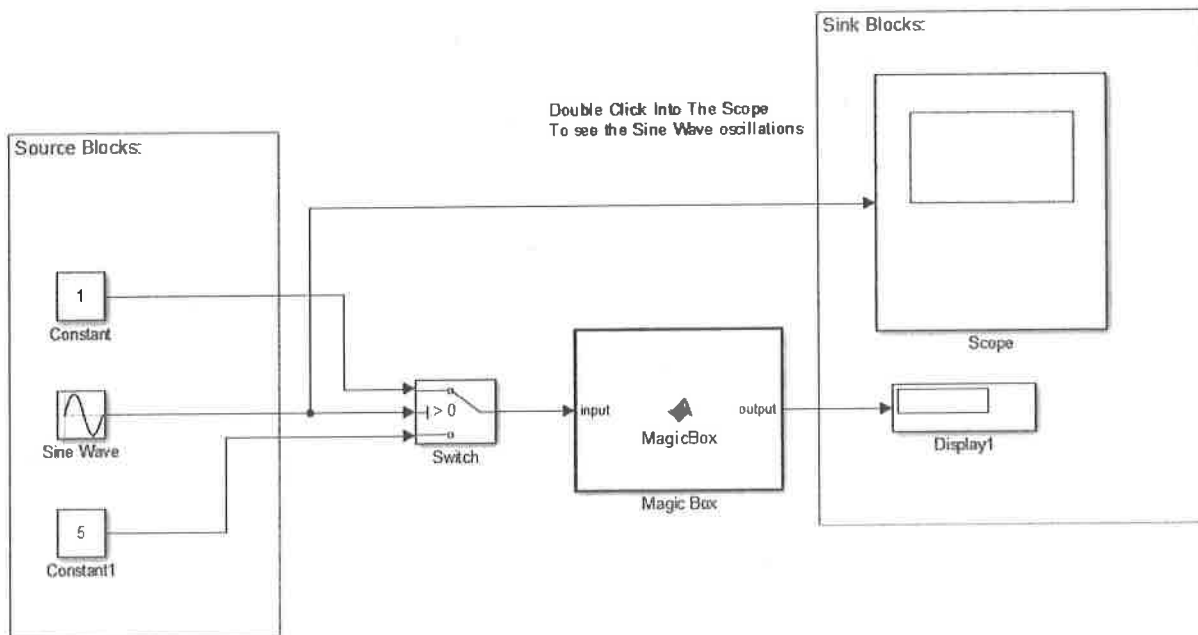 Sink Blocks:
Double Click Into The Scope
To see the Sine Wave oscillations
Scope
Source Blocks:
1
Constant
Sine Wave
5
Constant1
> 0
Switch
input
MagicBox
output
Magic Box
Display1